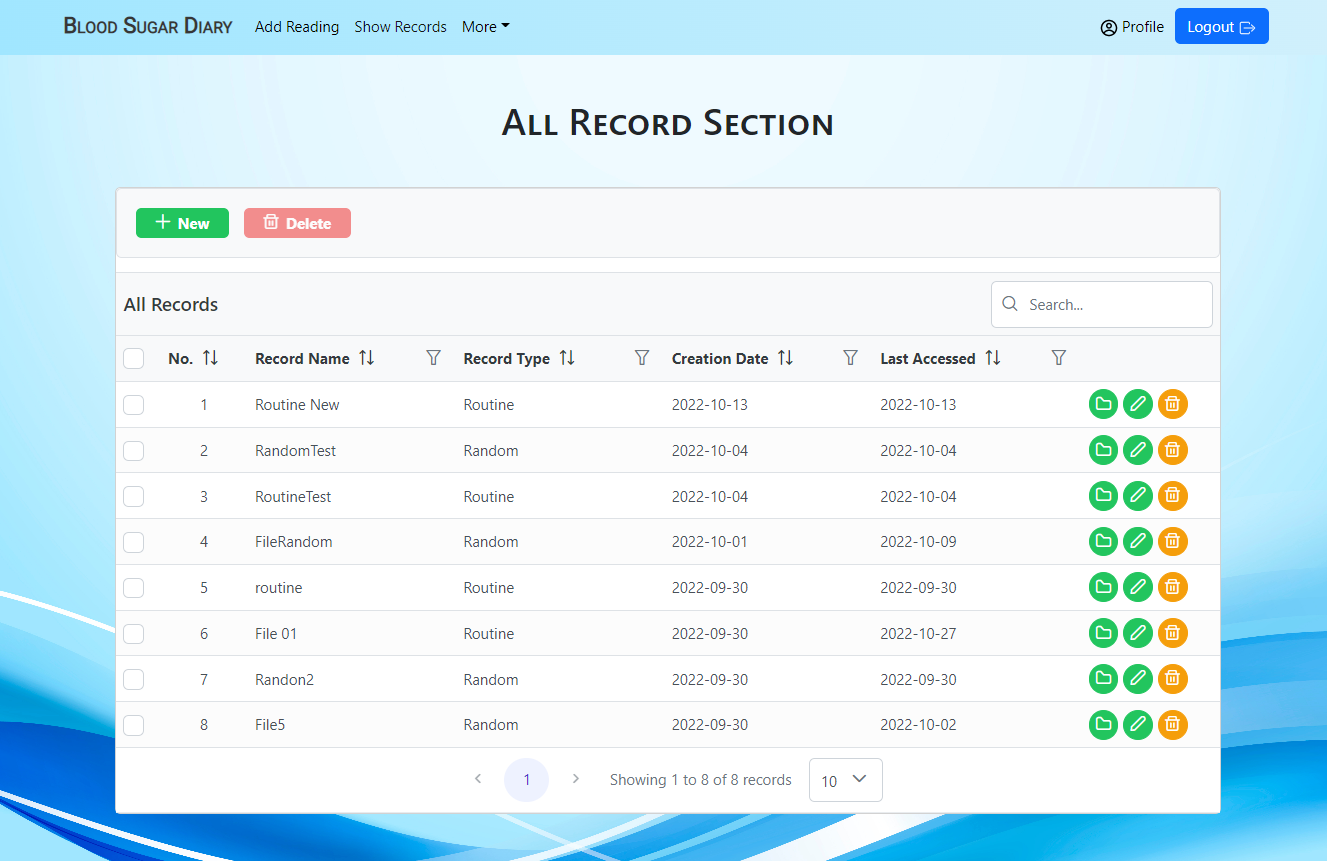 Blood Sugar Diary Add Reading Show Records More Profile Logout
All Record Section
New Delete
All Records Search...
No. Record Name Record Type Creation Date Last Accessed
1 Routine New Routine 2022-10-13 2022-10-13
2 RandomTest Random 2022-10-04 2022-10-04
3 RoutineTest Routine 2022-10-04 2022-10-04
4 FileRandom Random 2022-10-01 2022-10-09
5 routine Routine 2022-09-30 2022-09-30
6 File 01 Routine 2022-09-30 2022-10-27
7 Randon2 Random 2022-09-30 2022-09-30
8 File5 Random 2022-09-30 2022-10-02
1 Showing 1 to 8 of 8 records 10